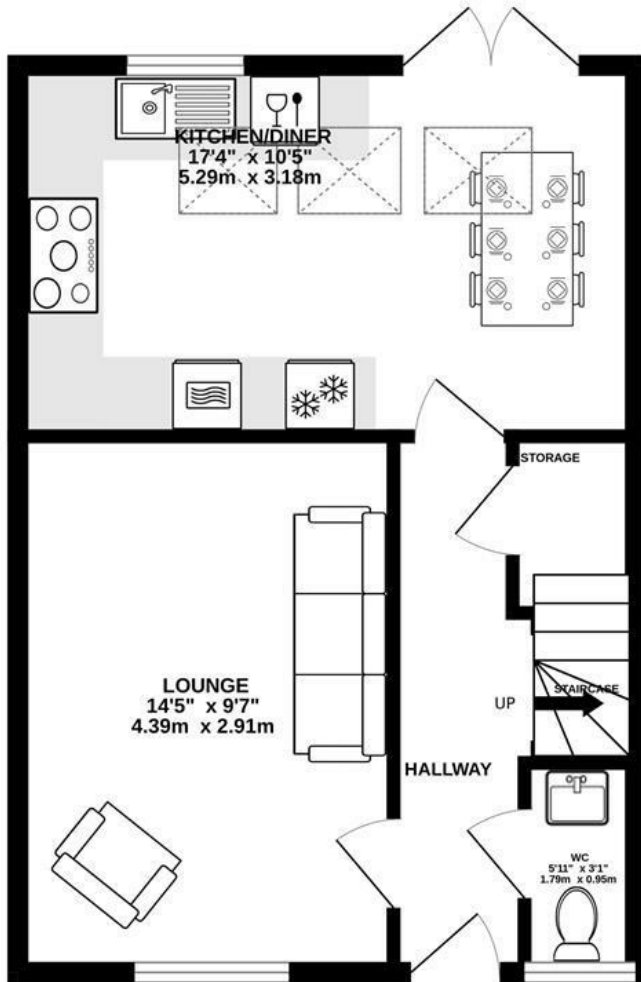 KITCHEN/DINER
17'4" x 10'5"
5.29m x 3.18m
STORAGE
LOUNGE
14'5" x 9'7"
4.39m x 2.91m
UP
STAIRCASE
HALLWAY
WC
5'11" x 3'1"
1.79m x 0.95m